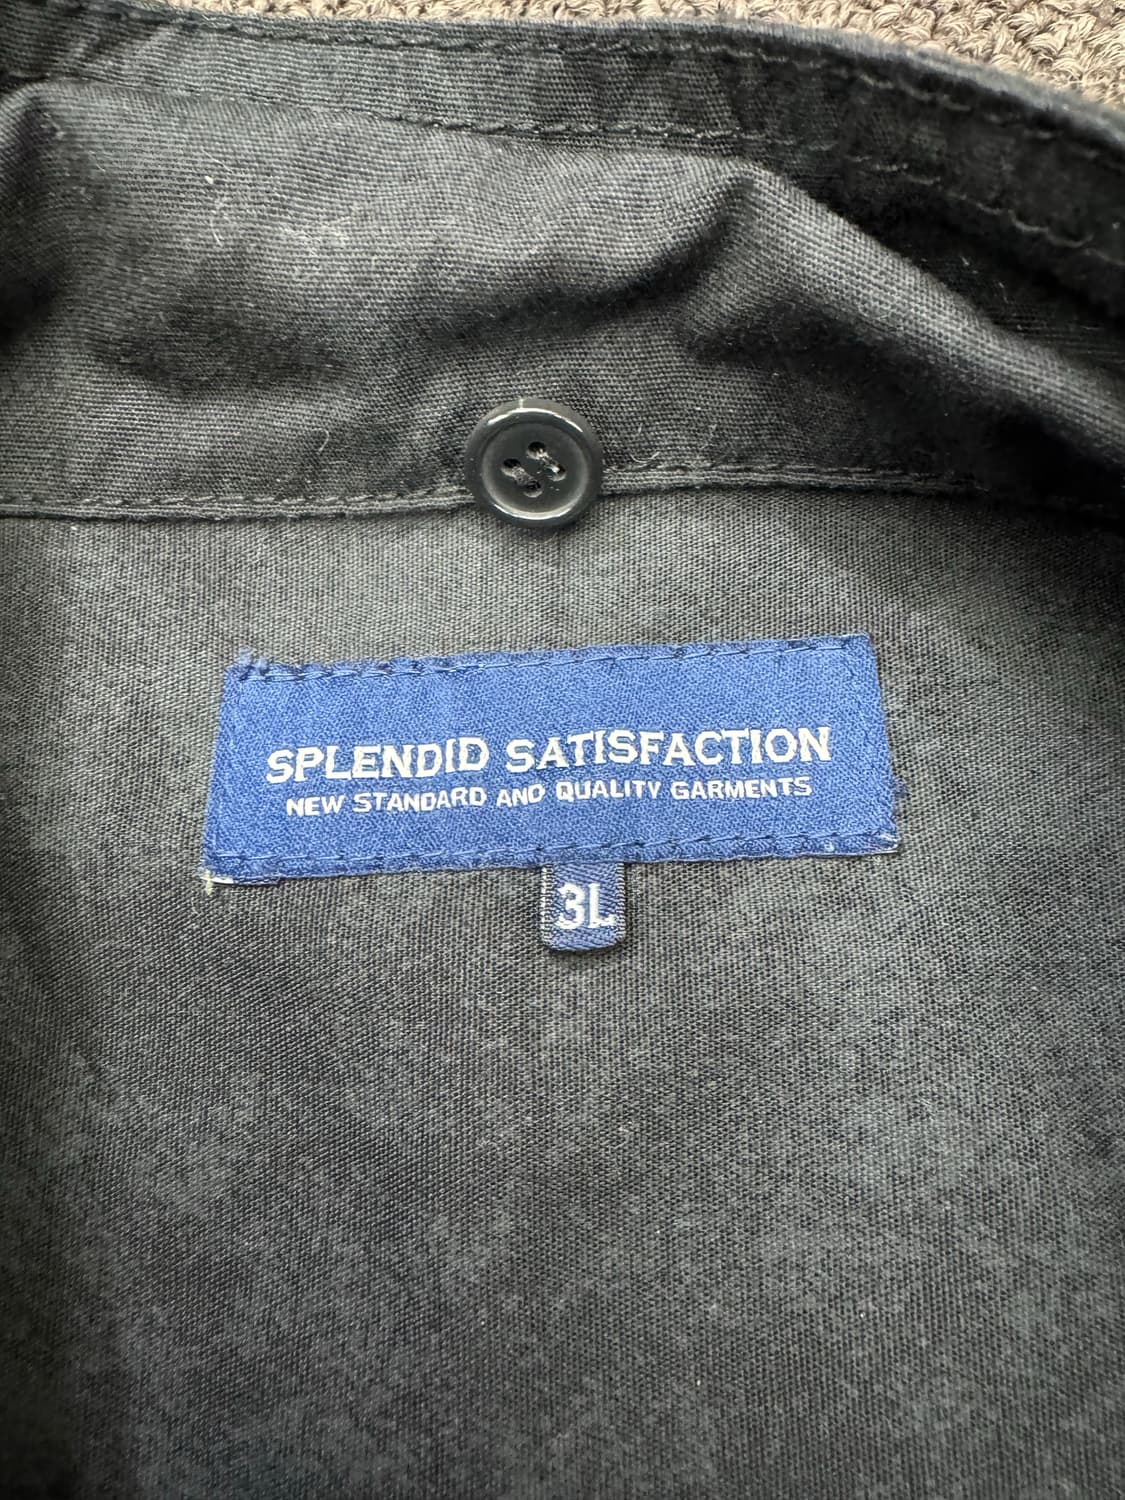 SPLENDID SATISFACTION
NEW STANDARD AND QUALITY GARMENTS
3L